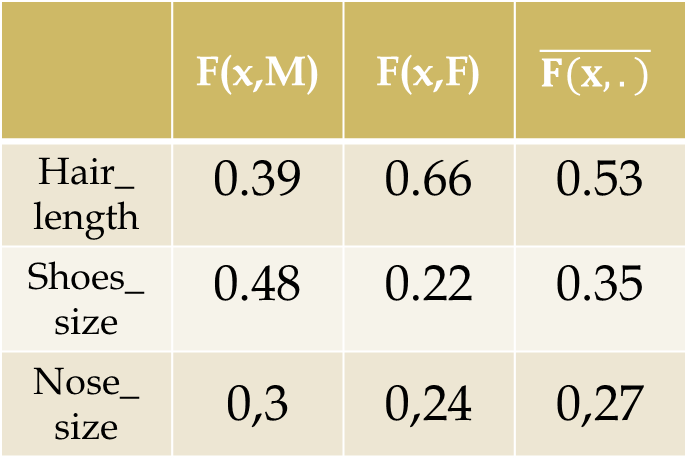 F(x,M) F(x,F) F(x, . )
Hair_
length 0.39 0.66 0.53
Shoes_
size 0.48 0.22 0.35
Nose_
size 0,3 0,24 0,27